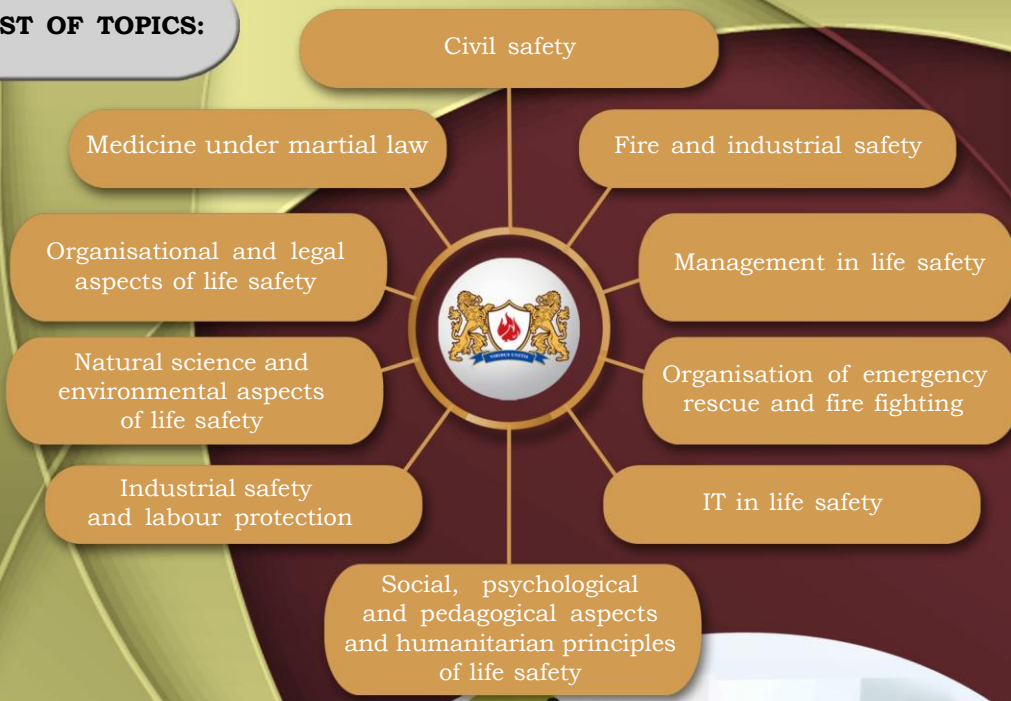 ST OF TOPICS:
Civil safety
Medicine under martial law
Fire and industrial safety
Organisational and legal
aspects of life safety
Management in life safety
Natural science and
environmental aspects
of life safety
Organisation of emergency
rescue and fire fighting
Industrial safety
and labour protection
IT in life safety
Social, psychological
and pedagogical aspects
and humanitarian principles
of life safety